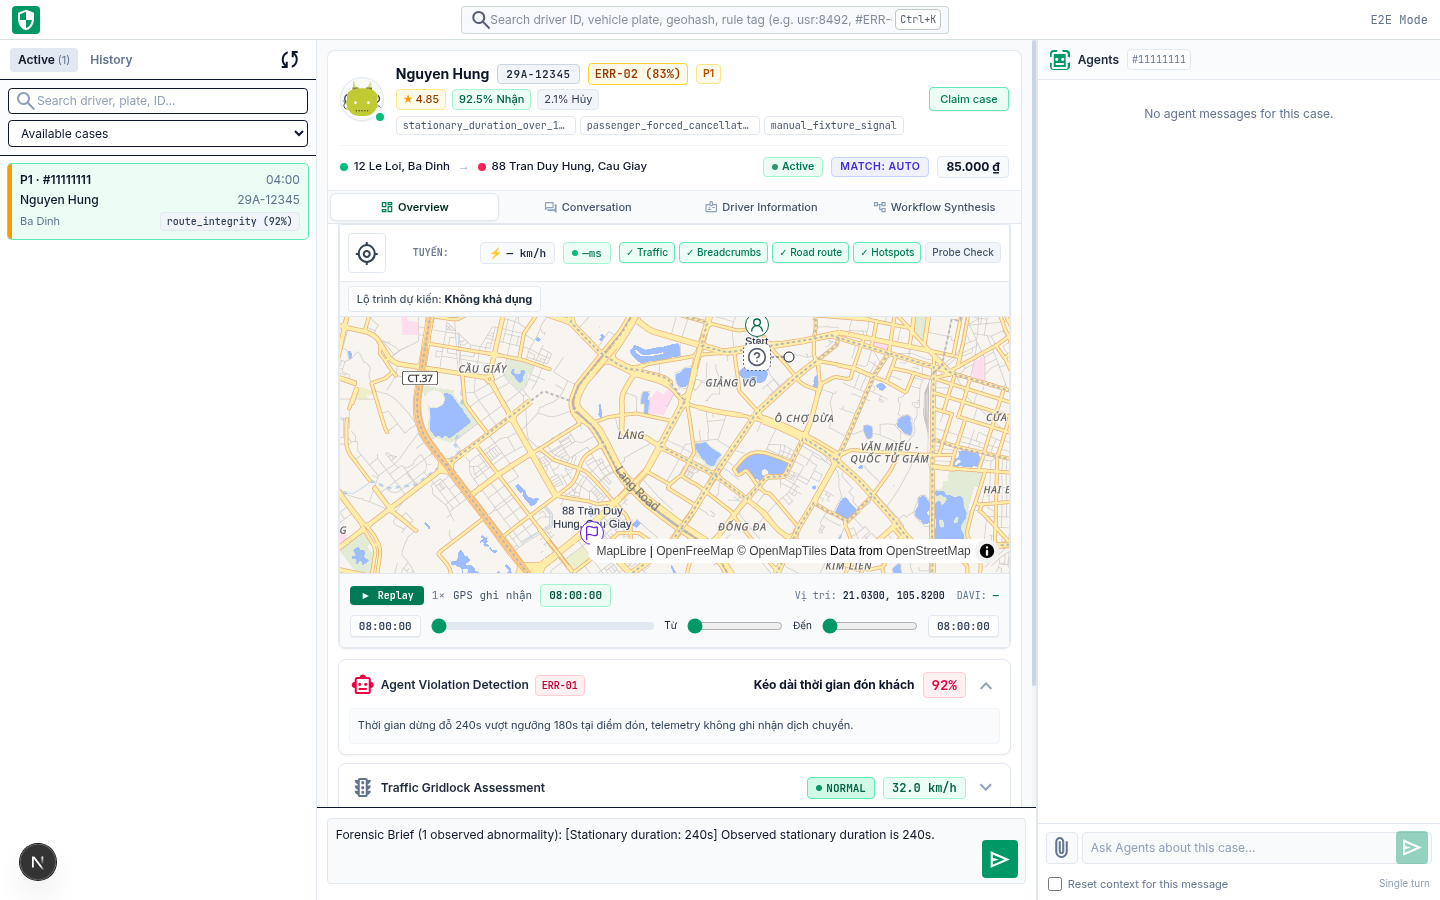 Search driver ID, vehicle plate, geohash, rule tag (e.g. usr:8492, #ERR-
Ctrl+K
E2E Mode
Active (1)
History
Search driver, plate, ID...
Available cases
P1 · #11111111
04:00
Nguyen Hung
29A-12345
Ba Dinh
route_integrity (92%)
Nguyen Hung
29A-12345
ERR-02 (83%)
P1
★ 4.85
92.5% Nhận
2.1% Hủy
stationary_duration_over_1…
passenger_forced_cancellat…
manual_fixture_signal
Claim case
12 Le Loi, Ba Dinh → 88 Tran Duy Hung, Cau Giay
Active
MATCH: AUTO
85.000 ₫
Overview
Conversation
Driver Information
Workflow Synthesis
TUYẾN:
⚡ — km/h
—ms
✓ Traffic
✓ Breadcrumbs
✓ Road route
✓ Hotspots
Probe Check
Lộ trình dự kiến: Không khả dụng
Start
CẦU GIẤY
CT.37
GIẢNG VÕ
Ô CHỢ DỪA
CỬA
LÁNG
VĂN MIẾU -
QUỐC TỬ GIÁM
Lang Road
HAI B
88 Tran Duy
Hung, Cau Giay
ĐỐNG ĐA
G
MapLibre | OpenFreeMap © OpenMapTiles Data from OpenStreetMap
KIM LIÊN
▶ Replay
1×
GPS ghi nhận
08:00:00
Vị trí: 21.0300, 105.8200
DAVI: —
08:00:00
Từ
Đến
08:00:00
Agent Violation Detection
ERR-01
Kéo dài thời gian đón khách
92%
Thời gian dừng đỗ 240s vượt ngưỡng 180s tại điểm đón, telemetry không ghi nhận dịch chuyển.
Traffic Gridlock Assessment
NORMAL
32.0 km/h
Forensic Brief (1 observed abnormality): [Stationary duration: 240s] Observed stationary duration is 240s.
N
Agents
#11111111
No agent messages for this case.
Ask Agents about this case...
Reset context for this message
Single turn